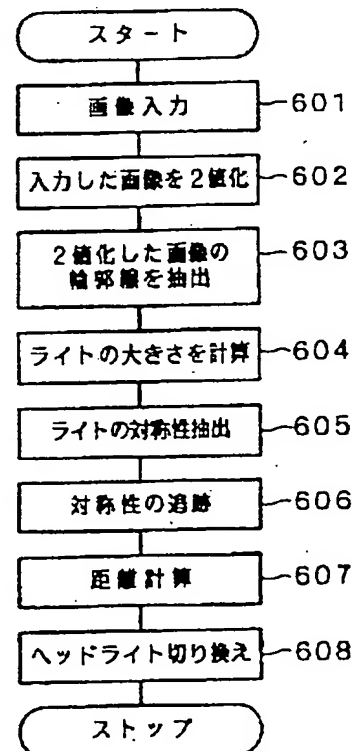 スタート
画像入力
601
入力した画像を2値化
602
2値化した画像の
輪郭線を抽出
603
ライトの大きさを計算
604
ライトの対称性抽出
605
対称性の追跡
606
距離計算
607
ヘッドライト切り換え
608
ストップ